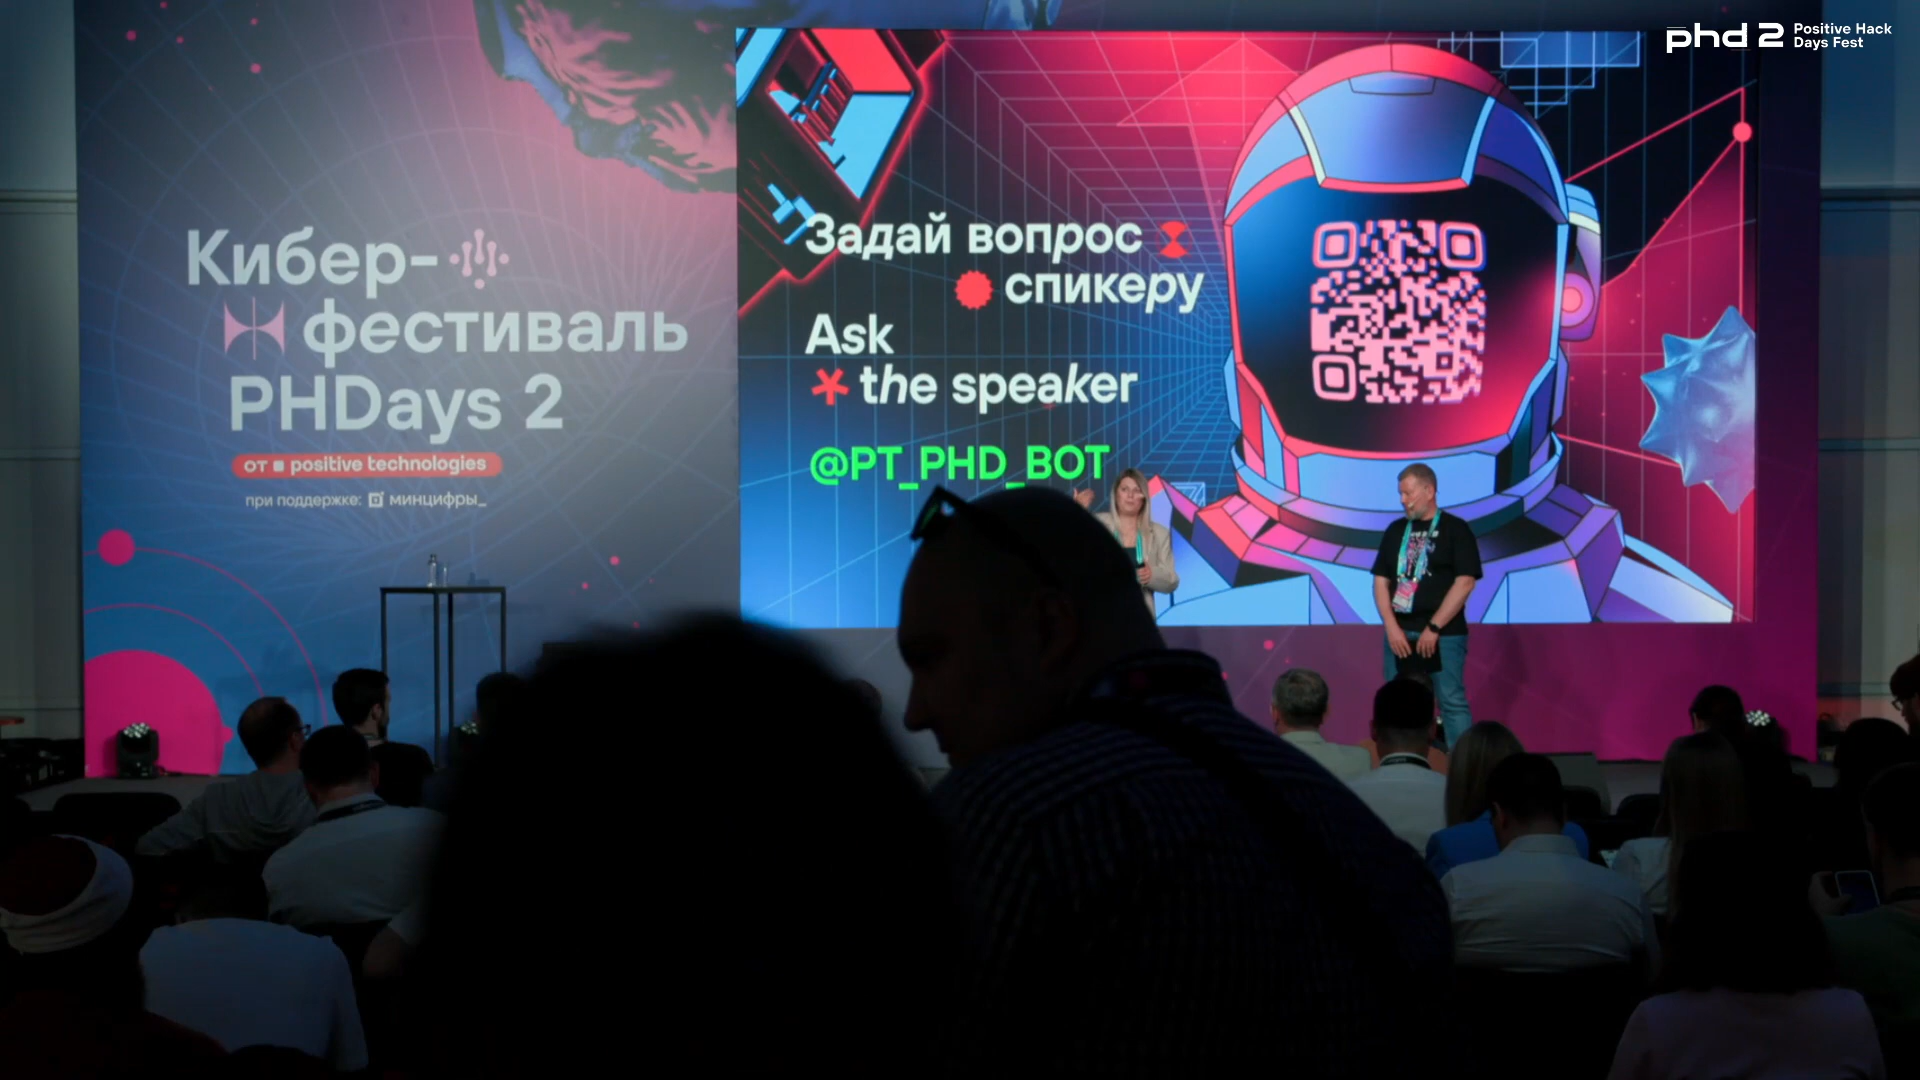 Кибер-
фестиваль
PHDays 2
от positive technologies
при поддержке: минцифры_
Задай вопрос
спикеру
Ask
the speaker
@PT_PHD_BOT
phd 2
Positive Hack
Days Fest